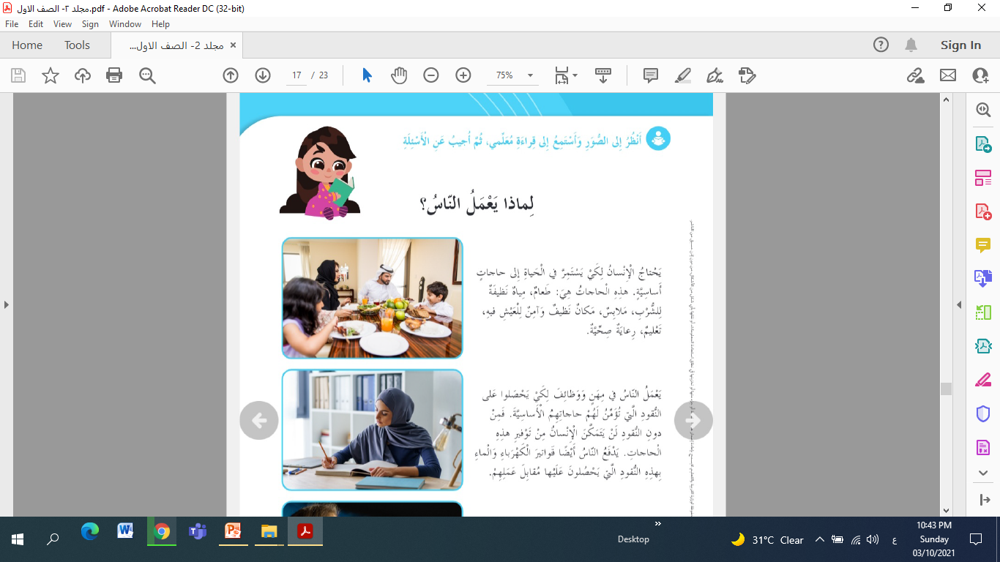 مجلد ٢- الصف الاول.pdf - Adobe Acrobat Reader DC (32-bit)
File Edit View Sign Window Help
Home Tools مجلد 2- الصف الاول... ×
Sign In
17 / 23
75%
أَنْظُرُ إِلى الصُّوَرِ وَأَسْتَمِعُ إِلى قِراءَةِ مُعَلِّمي، ثُمَّ أُجيبُ عَنِ الْأَسْئِلَةِ
لِماذا يَعْمَلُ النّاسُ؟
يَحْتاجُ الْإِنْسانُ لِكَيْ يَسْتَمِرَّ في الْحَياةِ إِلى حاجاتٍ
أَساسِيَّةٍ. هذِهِ الْحاجاتُ هِيَ: طَعامٌ، مِياهٌ نَظيفَةٌ
لِلشُّرْبِ، مَلابِسٌ، مَكانٌ نَظيفٌ وَآمِنٌ لِلْعَيْشِ فيهِ،
تَعْليمٌ، رِعايَةٌ صِحِّيَّةٌ.
يَعْمَلُ النّاسُ في مِهَنٍ وَوَظائِفَ لِكَيْ يَحْصَلوا عَلى
النُّقودِ الَّتي تُؤَمِّنُ لَهُمْ حاجاتِهِمُ الْأَساسِيَّةَ. فَمِنْ
دونِ النُّقودِ لَنْ يَتَمَكَّنَ الْإِنْسانُ مِنْ تَوْفيرِ هذِهِ
الْحاجاتِ. يَدْفَعُ النّاسُ أَيْضًا فَواتيرَ الْكَهْرَباءِ وَالْماءِ
بِهذِهِ النُّقودِ الَّتي يَحْصُلونَ عَلَيْها مُقابِلَ عَمَلِهِمْ.
Desktop
31°C Clear
ع
10:43 PM
Sunday
03/10/2021